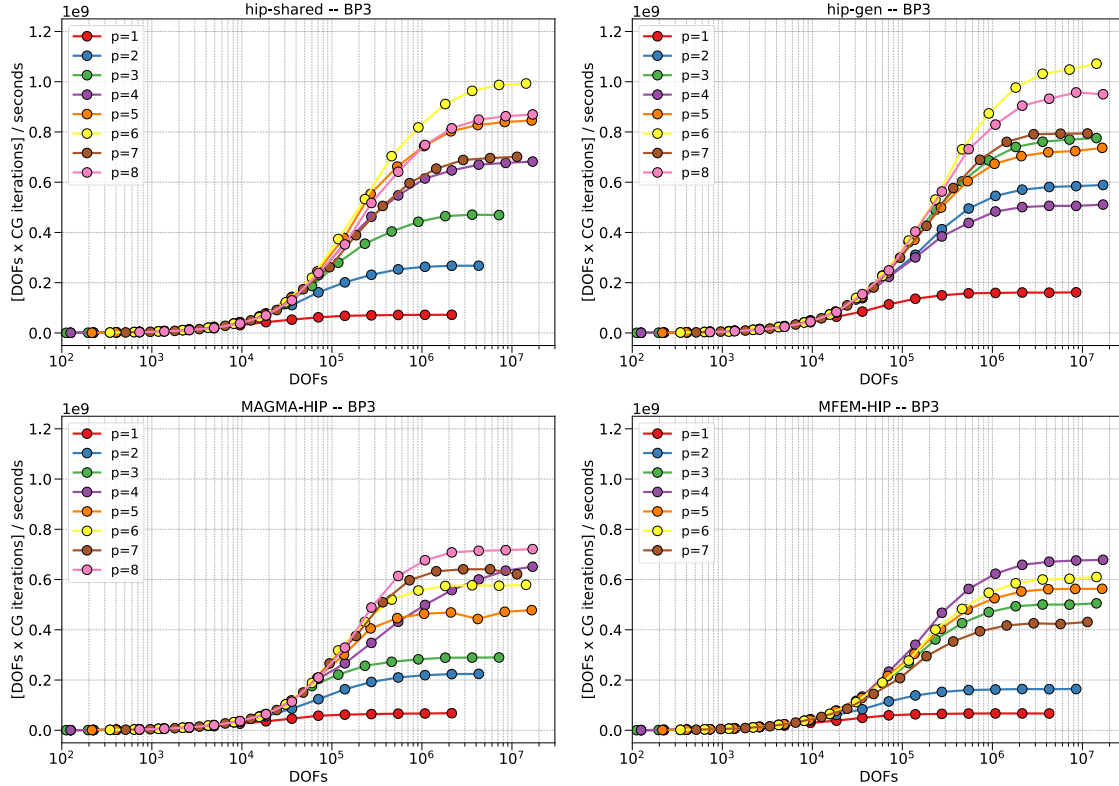 hip-shared -- BP3
1e9
1.2
1.0
0.8
0.6
0.4
0.2
0.0
[DOFs x CG iterations] / seconds
p=1
p=2
p=3
p=4
p=5
p=6
p=7
p=8
10^2
10^3
10^4
10^5
10^6
10^7
DOFs
hip-gen -- BP3
1e9
1.2
1.0
0.8
0.6
0.4
0.2
0.0
[DOFs x CG iterations] / seconds
p=1
p=2
p=3
p=4
p=5
p=6
p=7
p=8
10^2
10^3
10^4
10^5
10^6
10^7
DOFs
MAGMA-HIP -- BP3
1e9
1.2
1.0
0.8
0.6
0.4
0.2
0.0
[DOFs x CG iterations] / seconds
p=1
p=2
p=3
p=4
p=5
p=6
p=7
p=8
10^2
10^3
10^4
10^5
10^6
10^7
DOFs
MFEM-HIP -- BP3
1e9
1.2
1.0
0.8
0.6
0.4
0.2
0.0
[DOFs x CG iterations] / seconds
p=1
p=2
p=3
p=4
p=5
p=6
p=7
10^2
10^3
10^4
10^5
10^6
10^7
DOFs